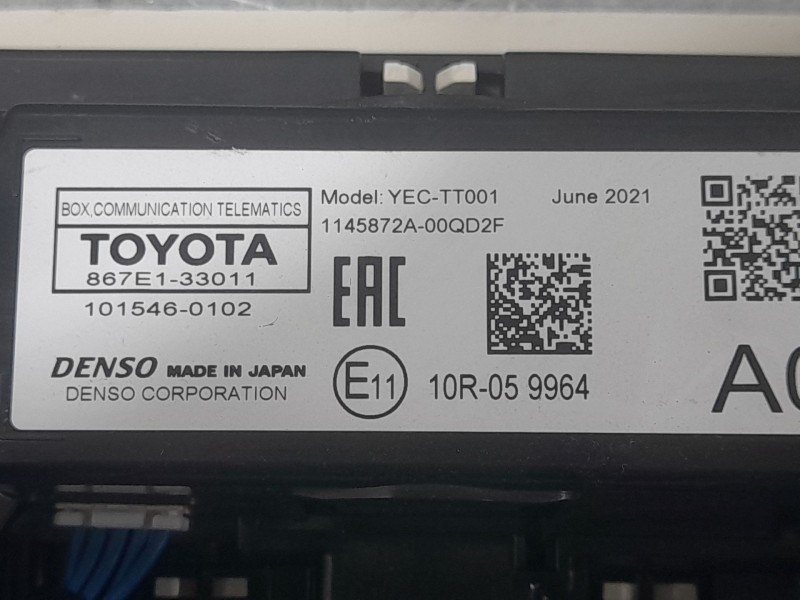 BOX,COMMUNICATION TELEMATICS
TOYOTA
867E1-33011
101546-0102
DENSO MADE IN JAPAN
DENSO CORPORATION
Model: YEC-TT001 June 2021
1145872A-00QD2F
EAC
E11 10R-05 9964